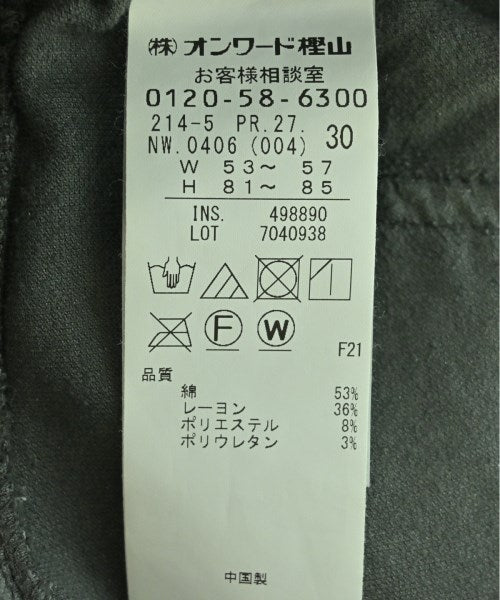 (株)オンワード樫山
お客様相談室
0120-58-6300
214-5 PR.27.
NW.0406 (004) 30
W 53〜 57
H 81〜 85
INS. 498890
LOT 7040938
F W
F21
品質
綿 53%
レーヨン 36%
ポリエステル 8%
ポリウレタン 3%
中国製